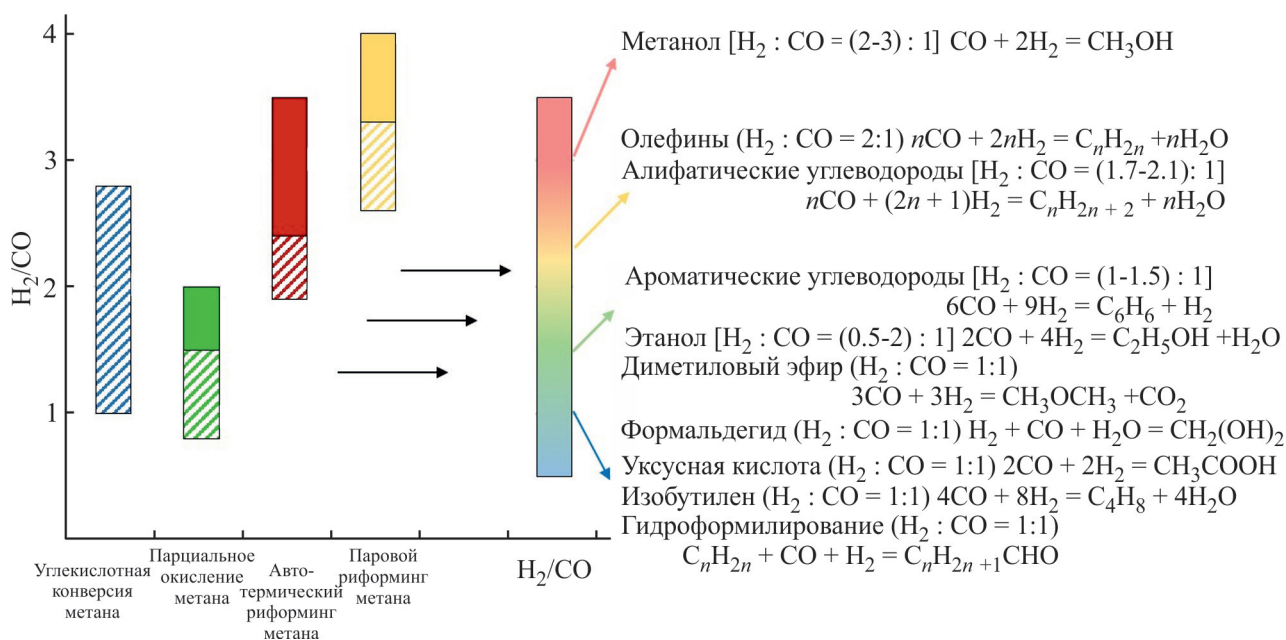 4
3
2
1
H₂/CO
Углекислотная
конверсия
метана
Парциальное
окисление
метана
Авто-
термический
риформинг
метана
Паровой
риформинг
метана
H₂/CO
Метанол [H₂ : CO = (2-3) : 1] CO + 2H₂ = CH₃OH
Олефины (H₂ : CO = 2:1) nCO + 2nH₂ = CₙH₂ₙ +nH₂O
Алифатические углеводороды [H₂ : CO = (1.7-2.1): 1]
nCO + (2n + 1)H₂ = CₙH₂ₙ ₊ ₂ + nH₂O
Ароматические углеводороды [H₂ : CO = (1-1.5) : 1]
6CO + 9H₂ = C₆H₆ + H₂
Этанол [H₂ : CO = (0.5-2) : 1] 2CO + 4H₂ = C₂H₅OH +H₂O
Диметиловый эфир (H₂ : CO = 1:1)
3CO + 3H₂ = CH₃OCH₃ +CO₂
Формальдегид (H₂ : CO = 1:1) H₂ + CO + H₂O = CH₂(OH)₂
Уксусная кислота (H₂ : CO = 1:1) 2CO + 2H₂ = CH₃COOH
Изобутилен (H₂ : CO = 1:1) 4CO + 8H₂ = C₄H₈ + 4H₂O
Гидроформилирование (H₂ : CO = 1:1)
CₙH₂ₙ + CO + H₂ = CₙH₂ₙ ₊₁CHO